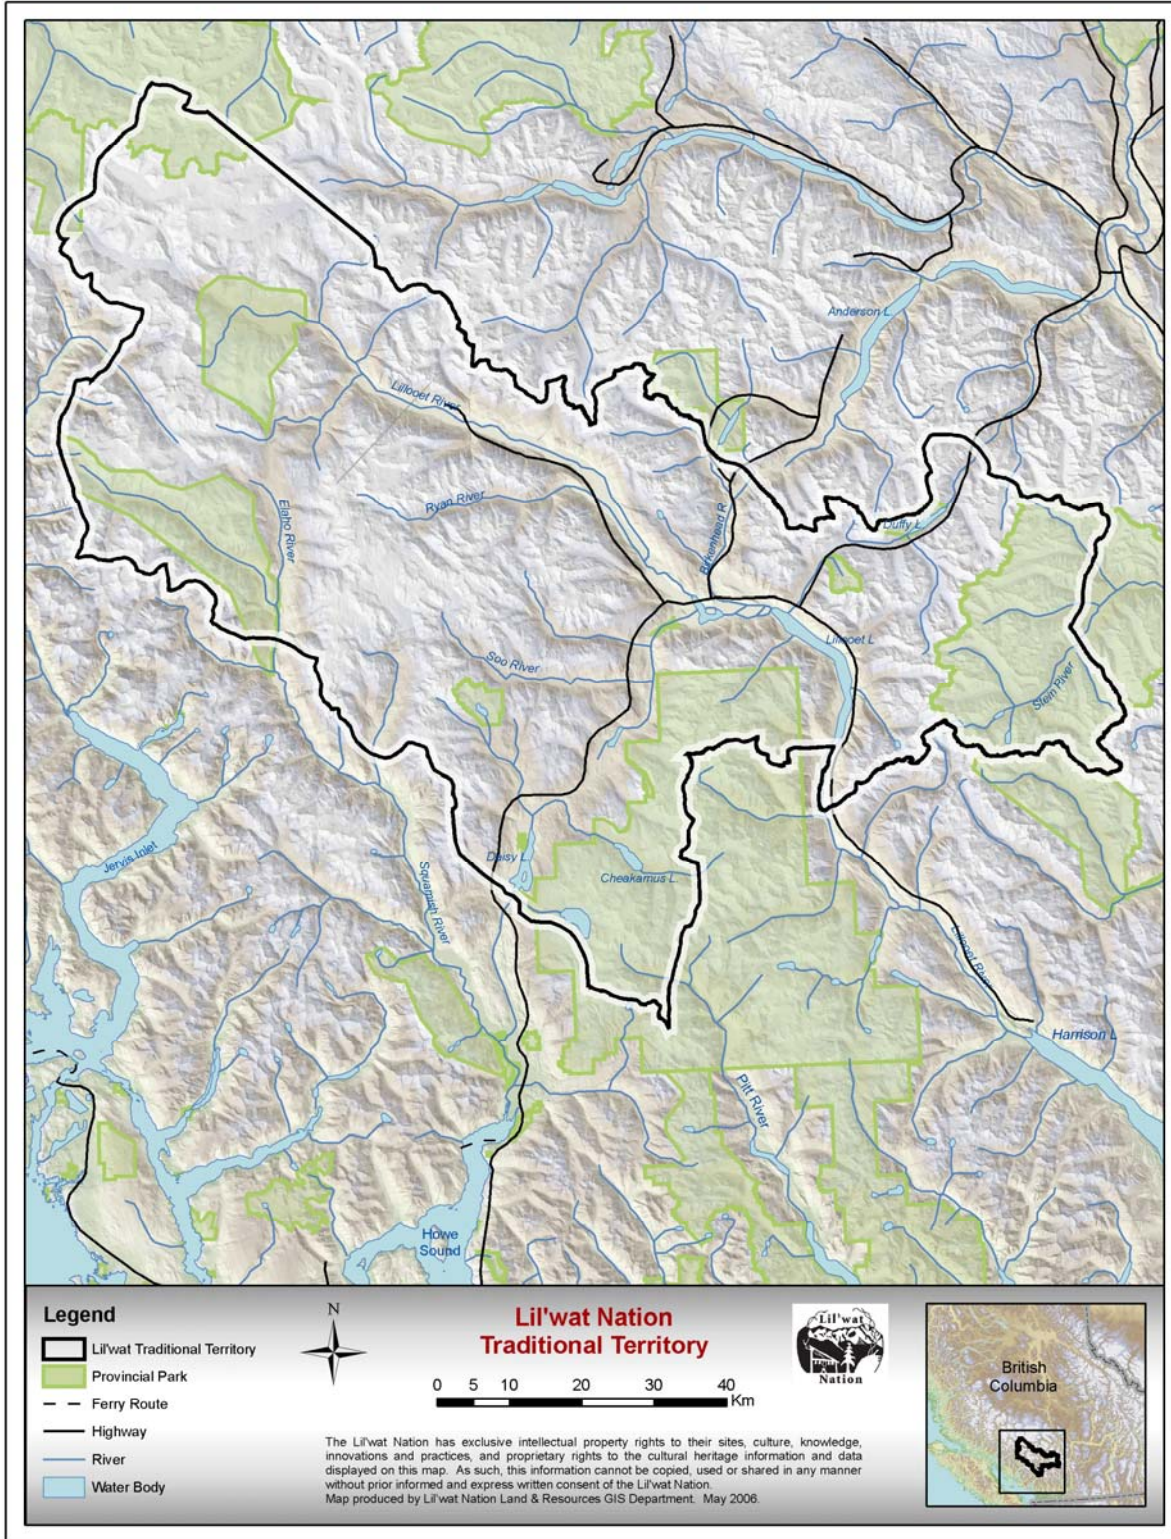 Anderson L.
Lillooet River
Ryan River
Elaho River
Birkenhead R
Duffy L.
Lillooet L
Soo River
Stein River
Jervis Inlet
Daisy L.
Cheakamus L.
Squamish River
Lillooet River
Harrison L
Pitt River
Howe
Sound
Legend
Lil'wat Traditional Territory
Provincial Park
Ferry Route
Highway
River
Water Body
N
Lil'wat Nation
Traditional Territory
0 5 10 20 30 40
Km
The Lil'wat Nation has exclusive intellectual property rights to their sites, culture, knowledge,
innovations and practices, and proprietary rights to the cultural heritage information and data
displayed on this map. As such, this information cannot be copied, used or shared in any manner
without prior informed and express written consent of the Lil'wat Nation.
Map produced by Lil'wat Nation Land & Resources GIS Department. May 2006.
Lil'wat
Nation
British
Columbia